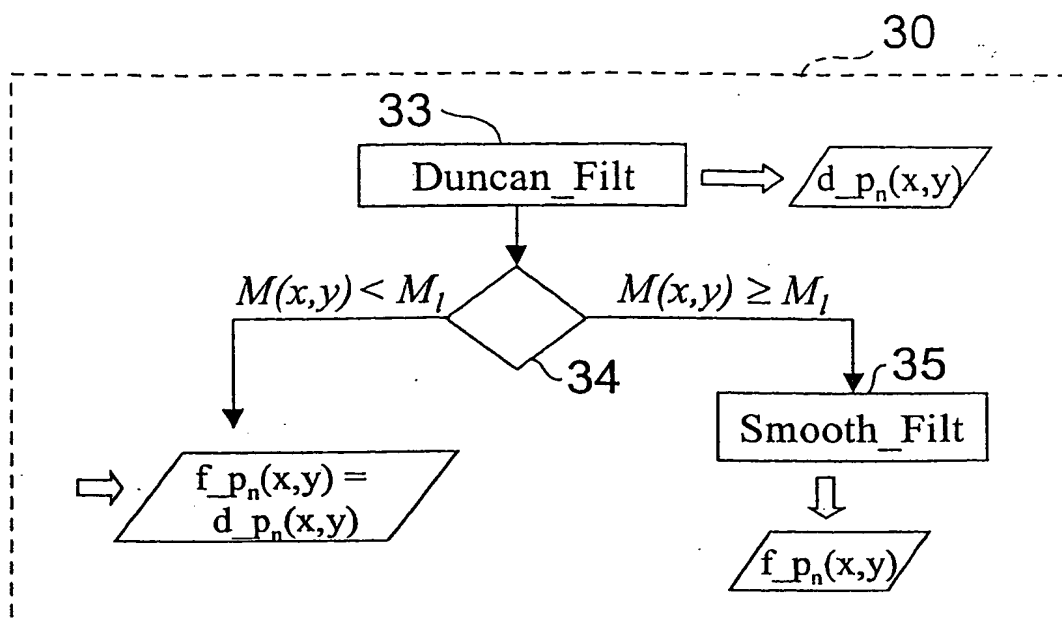 30
33
Duncan_Filt
d_pₙ(x,y)
M(x,y) < Mₗ
M(x,y) ≥ Mₗ
34
35
Smooth_Filt
f_pₙ(x,y) =
d_pₙ(x,y)
f_pₙ(x,y)